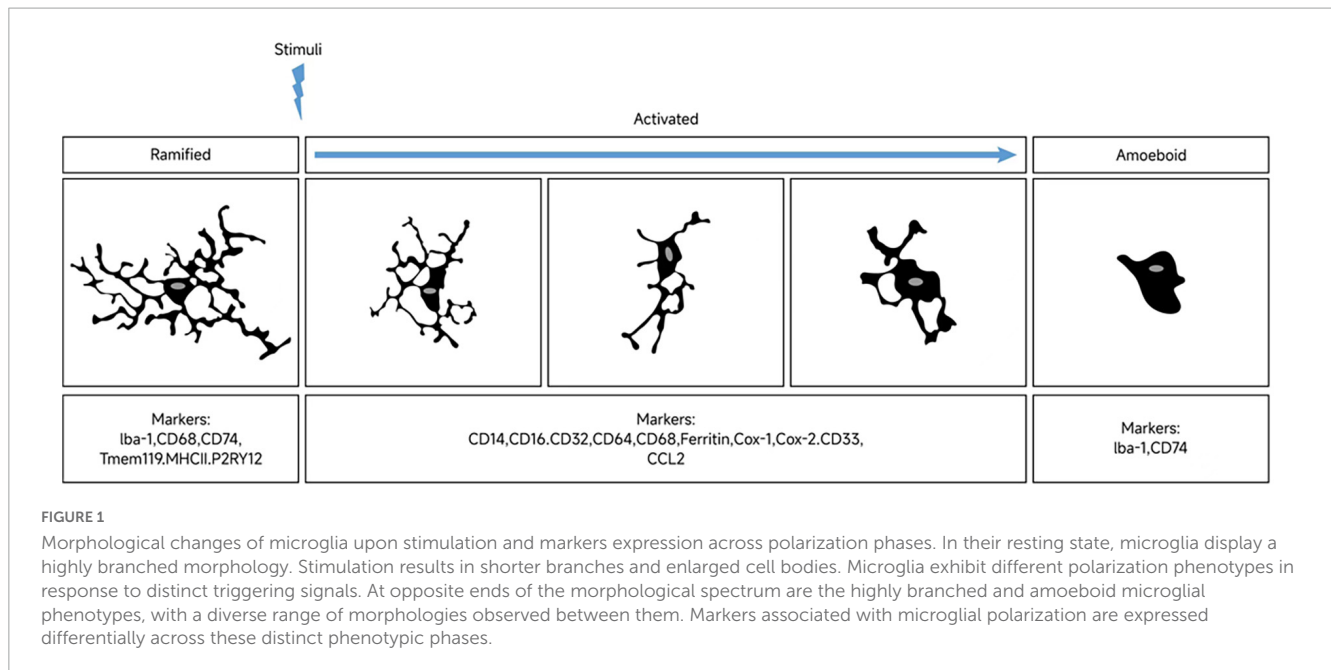 Stimuli
Activated
Ramified
Amoeboid
Markers:
lba-1,CD68,CD74,
Tmem119.MHCII.P2RY12
Markers:
CD14,CD16.CD32,CD64,CD68,Ferritin,Cox-1,Cox-2.CD33,
CCL2
Markers:
lba-1,CD74
FIGURE 1
Morphological changes of microglia upon stimulation and markers expression across polarization phases. In their resting state, microglia display a
highly branched morphology. Stimulation results in shorter branches and enlarged cell bodies. Microglia exhibit different polarization phenotypes in
response to distinct triggering signals. At opposite ends of the morphological spectrum are the highly branched and amoeboid microglial
phenotypes, with a diverse range of morphologies observed between them. Markers associated with microglial polarization are expressed
differentially across these distinct phenotypic phases.